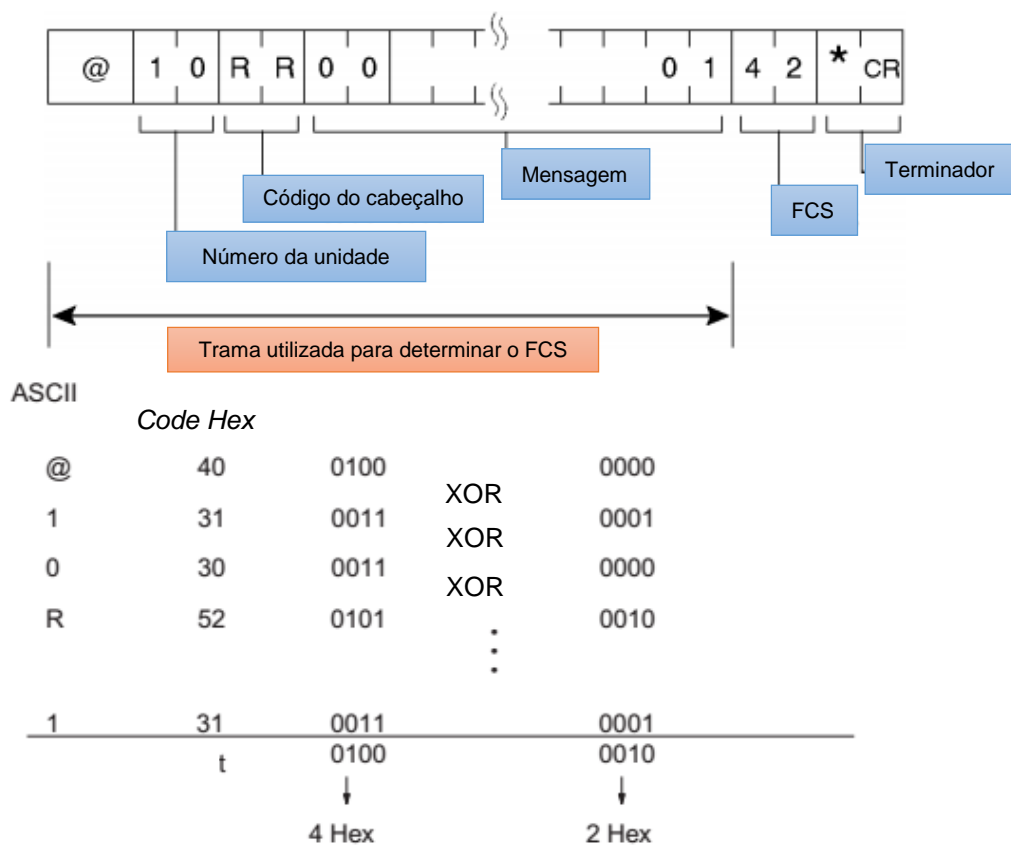 @ 1 0 R R 0 0 0 1 4 2 * CR
Mensagem
Terminador
Código do cabeçalho
FCS
Número da unidade
Trama utilizada para determinar o FCS
ASCII
Code Hex
@ 40 0100 0000
XOR
1 31 0011 0001
XOR
0 30 0011 0000
XOR
R 52 0101 0010
1 31 0011 0001
t 0100 0010
4 Hex 2 Hex